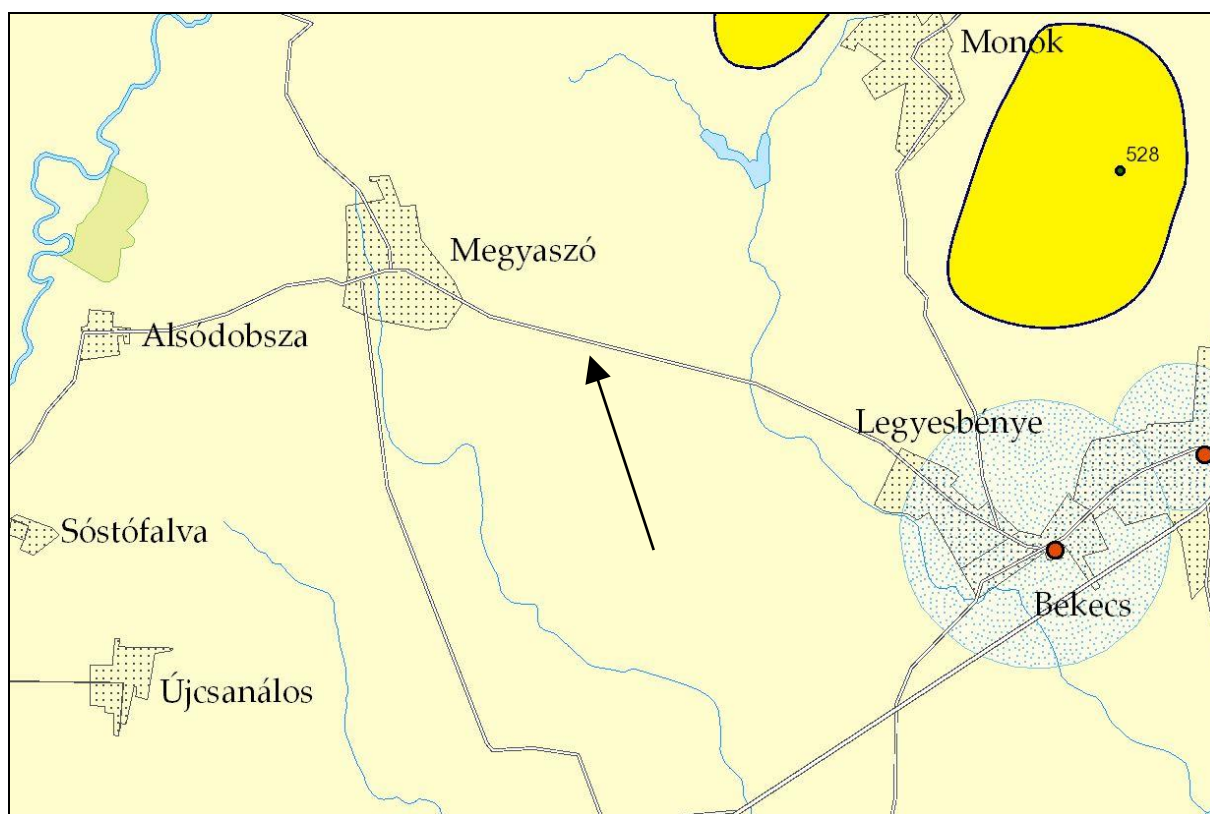 Monok
528
Megyaszó
Alsódobsza
Legyesbénye
Sóstófalva
Bekecs
Újcsanálos